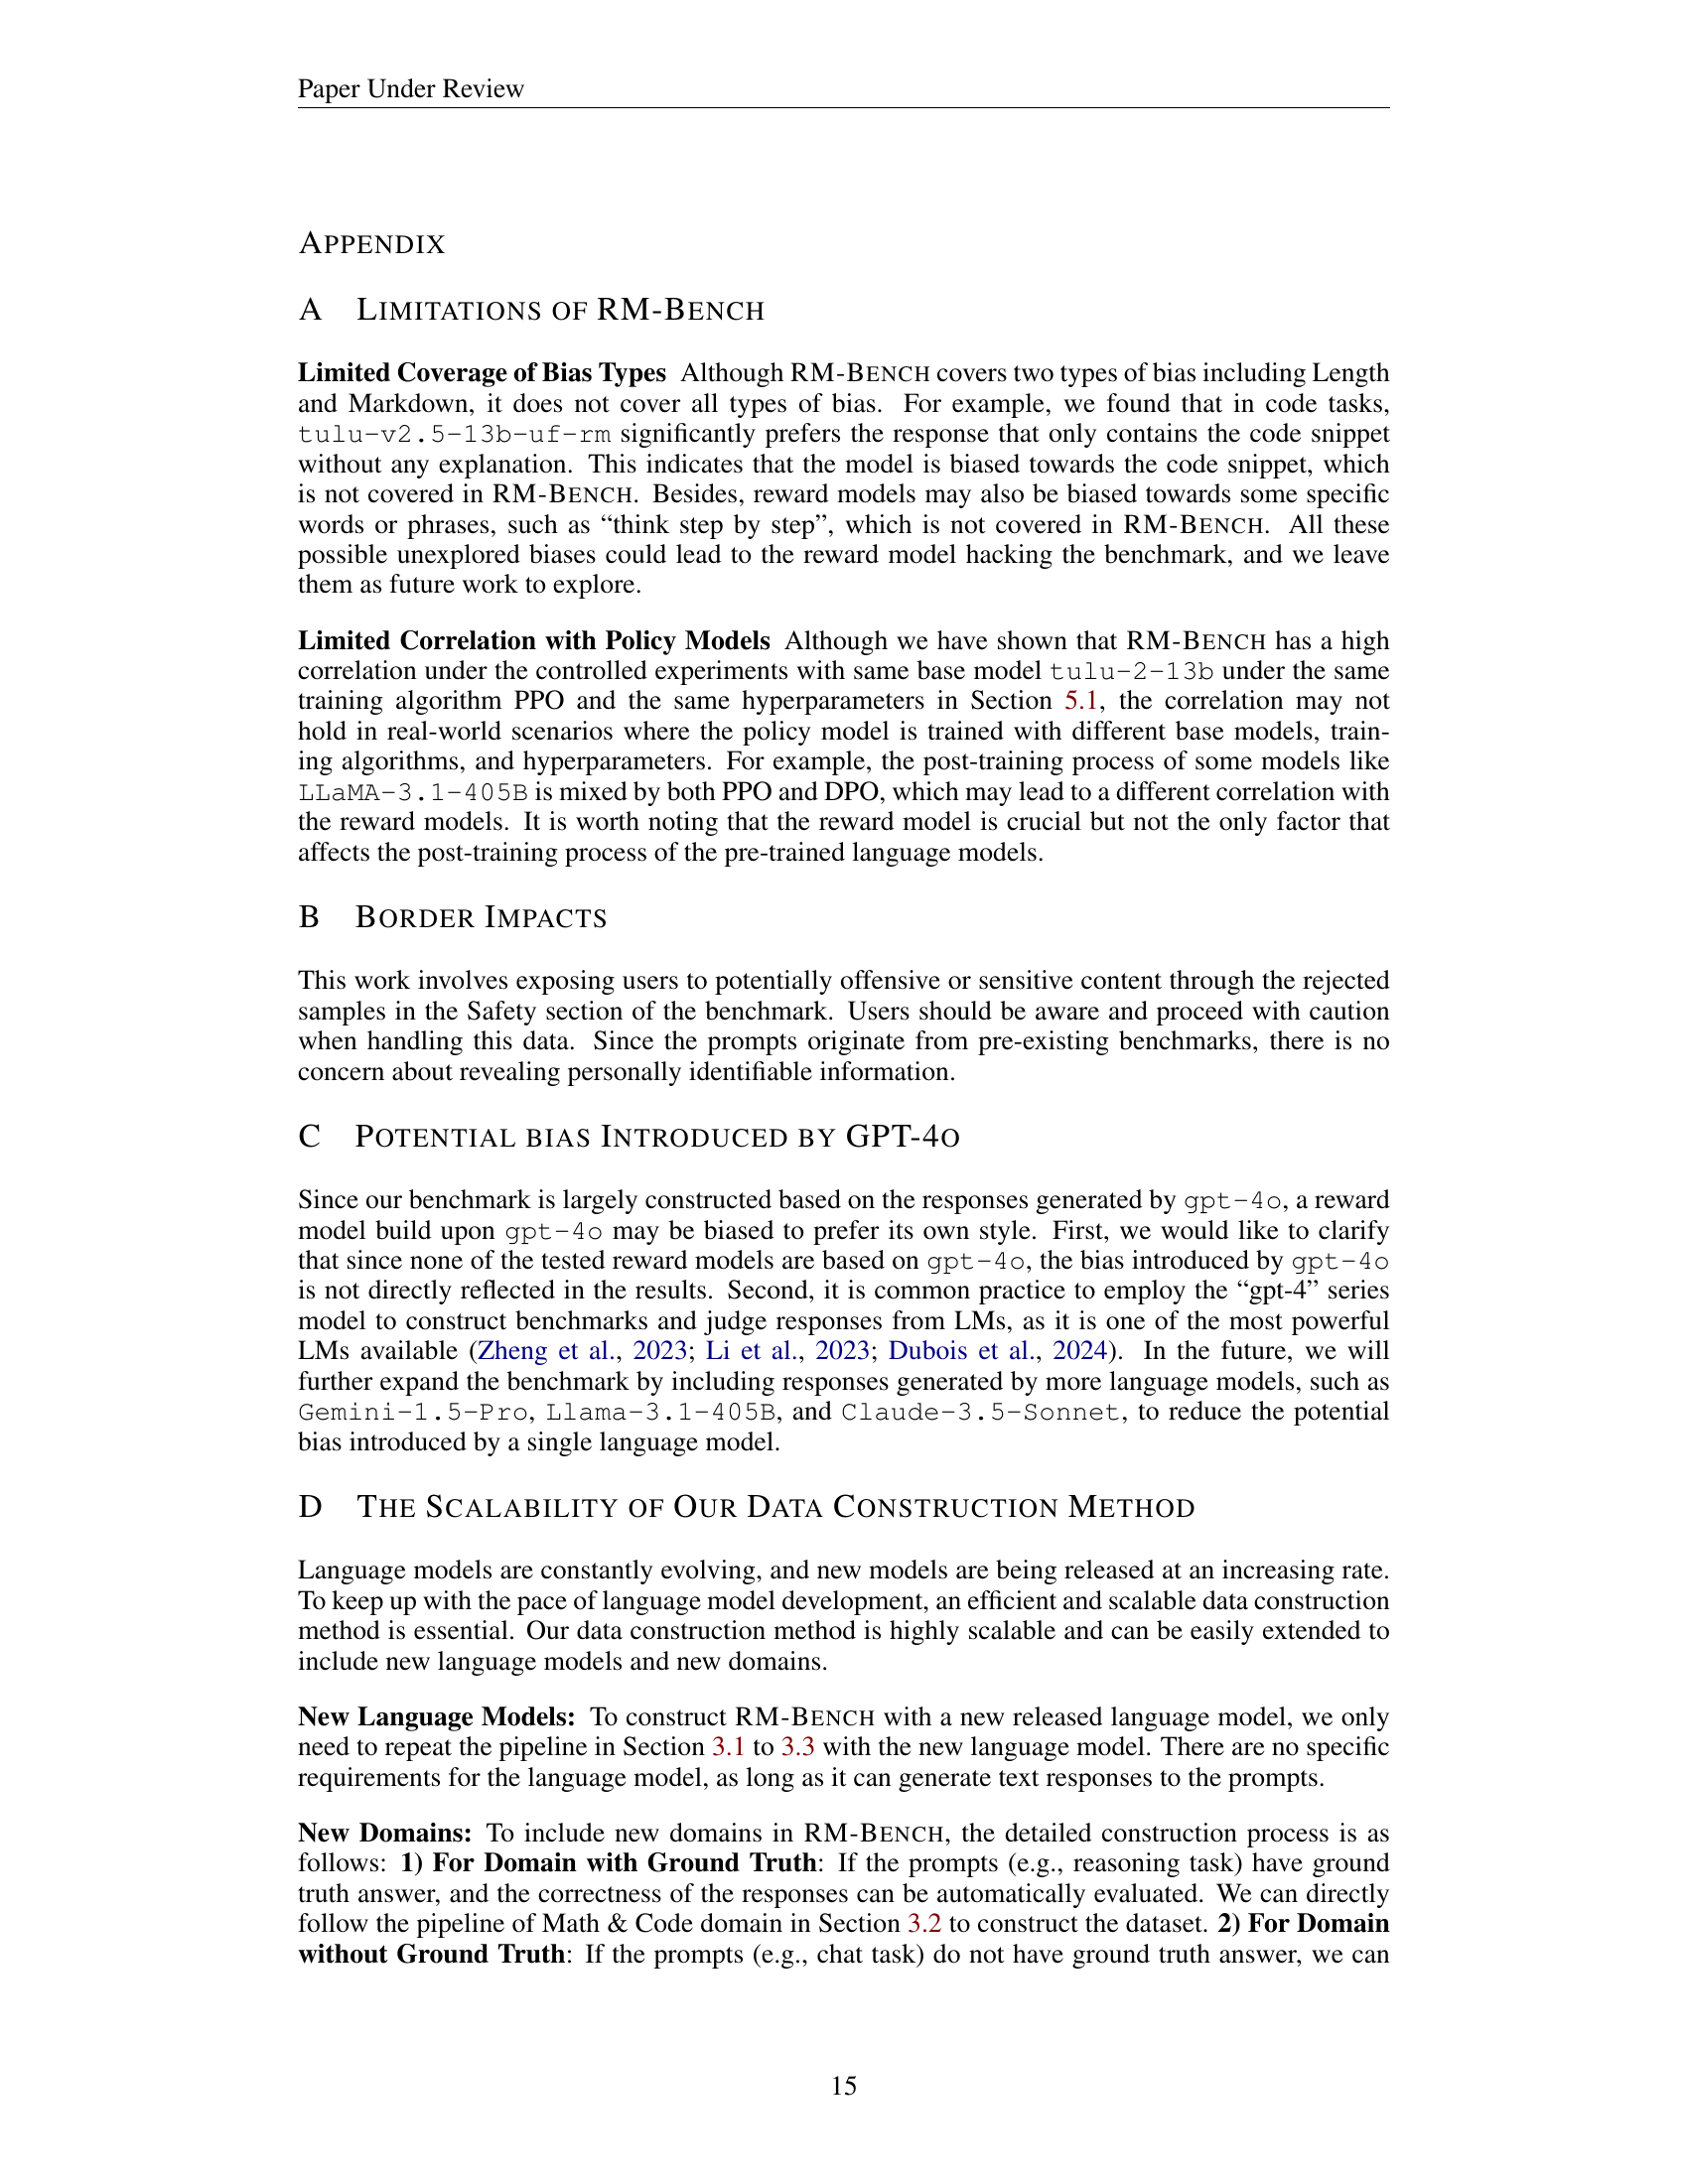 Paper Under Review
APPENDIX
A LIMITATIONS OF RM-BENCH
Limited Coverage of Bias Types Although RM-BENCH covers two types of bias including Length
and Markdown, it does not cover all types of bias. For example, we found that in code tasks,
tulu-v2.5-13b-uf-rm significantly prefers the response that only contains the code snippet
without any explanation. This indicates that the model is biased towards the code snippet, which
is not covered in RM-BENCH. Besides, reward models may also be biased towards some specific
words or phrases, such as “think step by step”, which is not covered in RM-BENCH. All these
possible unexplored biases could lead to the reward model hacking the benchmark, and we leave
them as future work to explore.
Limited Correlation with Policy Models Although we have shown that RM-BENCH has a high
correlation under the controlled experiments with same base model tulu-2-13b under the same
training algorithm PPO and the same hyperparameters in Section 5.1, the correlation may not
hold in real-world scenarios where the policy model is trained with different base models, train-
ing algorithms, and hyperparameters. For example, the post-training process of some models like
LLaMA-3.1-405B is mixed by both PPO and DPO, which may lead to a different correlation with
the reward models. It is worth noting that the reward model is crucial but not the only factor that
affects the post-training process of the pre-trained language models.
B BORDER IMPACTS
This work involves exposing users to potentially offensive or sensitive content through the rejected
samples in the Safety section of the benchmark. Users should be aware and proceed with caution
when handling this data. Since the prompts originate from pre-existing benchmarks, there is no
concern about revealing personally identifiable information.
C POTENTIAL BIAS INTRODUCED BY GPT-4O
Since our benchmark is largely constructed based on the responses generated by gpt-4o, a reward
model build upon gpt-4o may be biased to prefer its own style. First, we would like to clarify
that since none of the tested reward models are based on gpt-4o, the bias introduced by gpt-4o
is not directly reflected in the results. Second, it is common practice to employ the “gpt-4” series
model to construct benchmarks and judge responses from LMs, as it is one of the most powerful
LMs available (Zheng et al., 2023; Li et al., 2023; Dubois et al., 2024). In the future, we will
further expand the benchmark by including responses generated by more language models, such as
Gemini-1.5-Pro, Llama-3.1-405B, and Claude-3.5-Sonnet, to reduce the potential
bias introduced by a single language model.
D THE SCALABILITY OF OUR DATA CONSTRUCTION METHOD
Language models are constantly evolving, and new models are being released at an increasing rate.
To keep up with the pace of language model development, an efficient and scalable data construction
method is essential. Our data construction method is highly scalable and can be easily extended to
include new language models and new domains.
New Language Models: To construct RM-BENCH with a new released language model, we only
need to repeat the pipeline in Section 3.1 to 3.3 with the new language model. There are no specific
requirements for the language model, as long as it can generate text responses to the prompts.
New Domains: To include new domains in RM-BENCH, the detailed construction process is as
follows: 1) For Domain with Ground Truth: If the prompts (e.g., reasoning task) have ground
truth answer, and the correctness of the responses can be automatically evaluated. We can directly
follow the pipeline of Math & Code domain in Section 3.2 to construct the dataset. 2) For Domain
without Ground Truth: If the prompts (e.g., chat task) do not have ground truth answer, we can
15